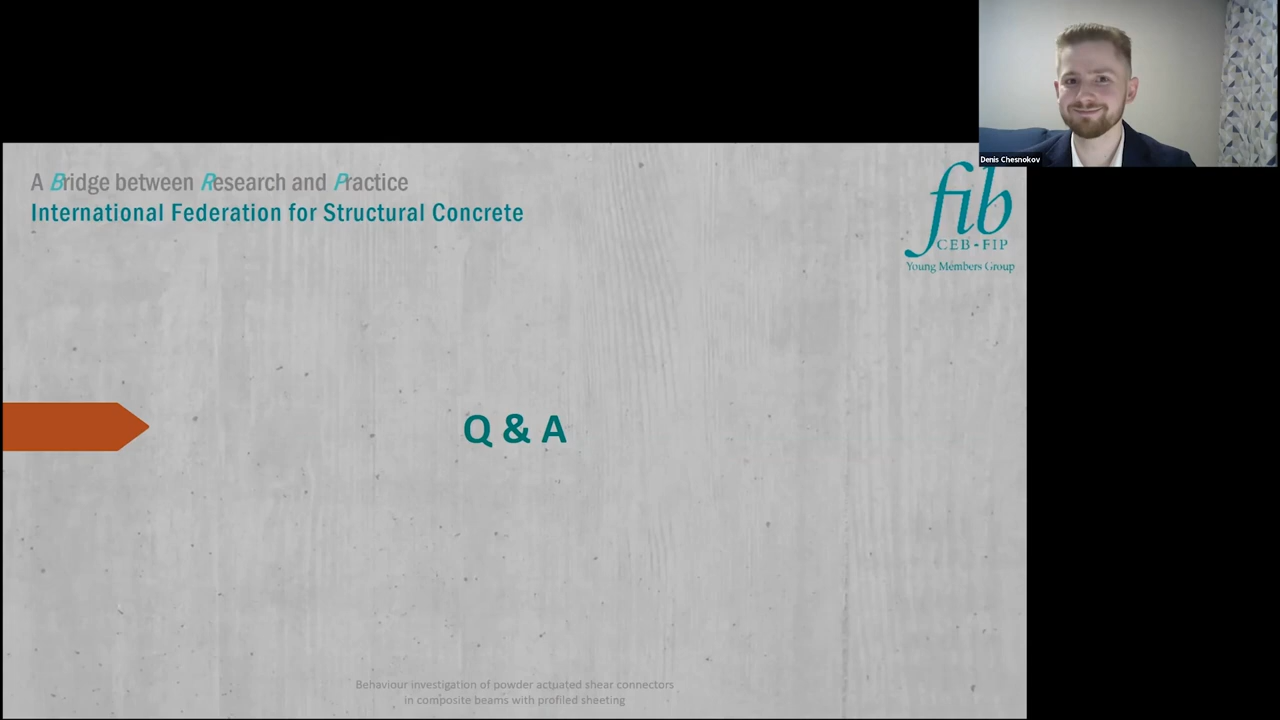 Denis Chesnokov
A Bridge between Research and Practice
International Federation for Structural Concrete
fib
CEB-FIP
Young Members Group
Q & A
Behaviour investigation of powder actuated shear connectors
in composite beams with profiled sheeting